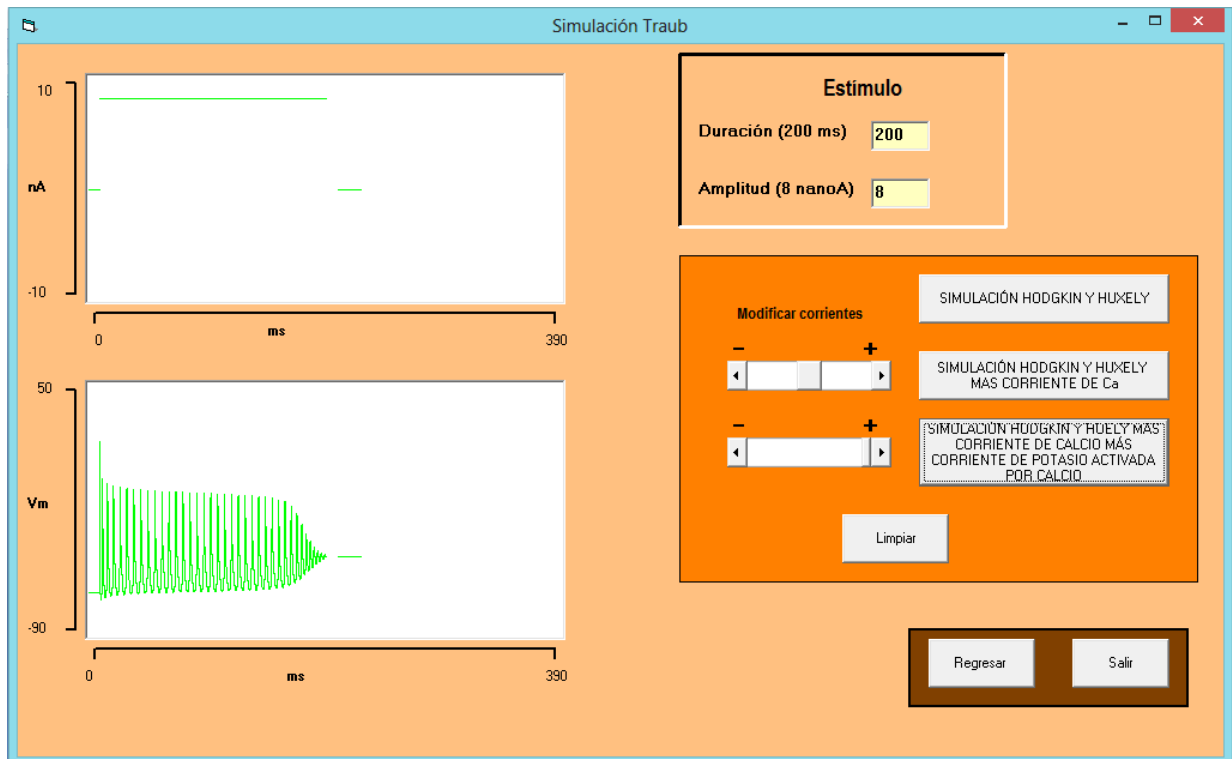 Simulación Traub
10
nA
-10
0
ms
390
50
Vm
-90
0
ms
390
Estímulo
Duración (200 ms)
200
Amplitud (8 nanoA)
8
Modificar corrientes
-
+
-
+
SIMULACIÓN HODGKIN Y HUXELY
SIMULACIÓN HODGKIN Y HUXELY
MAS CORRIENTE DE Ca
SIMULACIÓN HODGKIN Y HUELY MAS
CORRIENTE DE CALCIO MÁS
CORRIENTE DE POTASIO ACTIVADA
POR CALCIO
Limpiar
Regresar
Salir